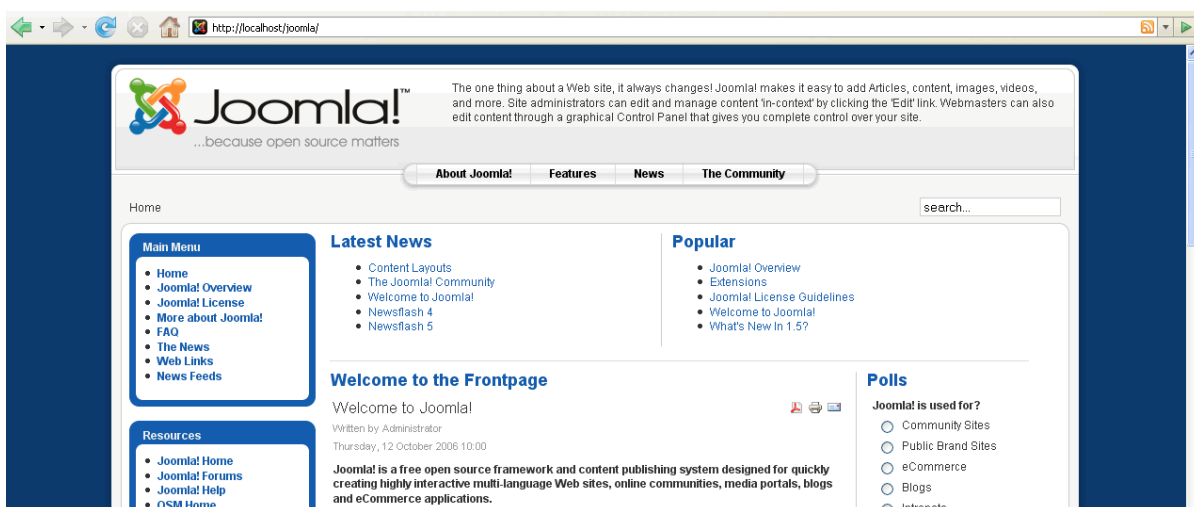 http://localhost/joomla/
Joomla!™
...because open source matters
The one thing about a Web site, it always changes! Joomla! makes it easy to add Articles, content, images, videos,
and more. Site administrators can edit and manage content 'in-context' by clicking the 'Edit' link. Webmasters can also
edit content through a graphical Control Panel that gives you complete control over your site.
About Joomla! Features News The Community
Home
search...
Main Menu
Home
Joomla! Overview
Joomla! License
More about Joomla!
FAQ
The News
Web Links
News Feeds
Resources
Joomla! Home
Joomla! Forums
Joomla! Help
OSM Home
Latest News
Content Layouts
The Joomla! Community
Welcome to Joomla!
Newsflash 4
Newsflash 5
Popular
Joomla! Overview
Extensions
Joomla! License Guidelines
Welcome to Joomla!
What's New In 1.5?
Welcome to the Frontpage
Welcome to Joomla!
Written by Administrator
Thursday, 12 October 2006 10:00
Joomla! is a free open source framework and content publishing system designed for quickly
creating highly interactive multi-language Web sites, online communities, media portals, blogs
and eCommerce applications.
Polls
Joomla! is used for?
Community Sites
Public Brand Sites
eCommerce
Blogs
Intranets